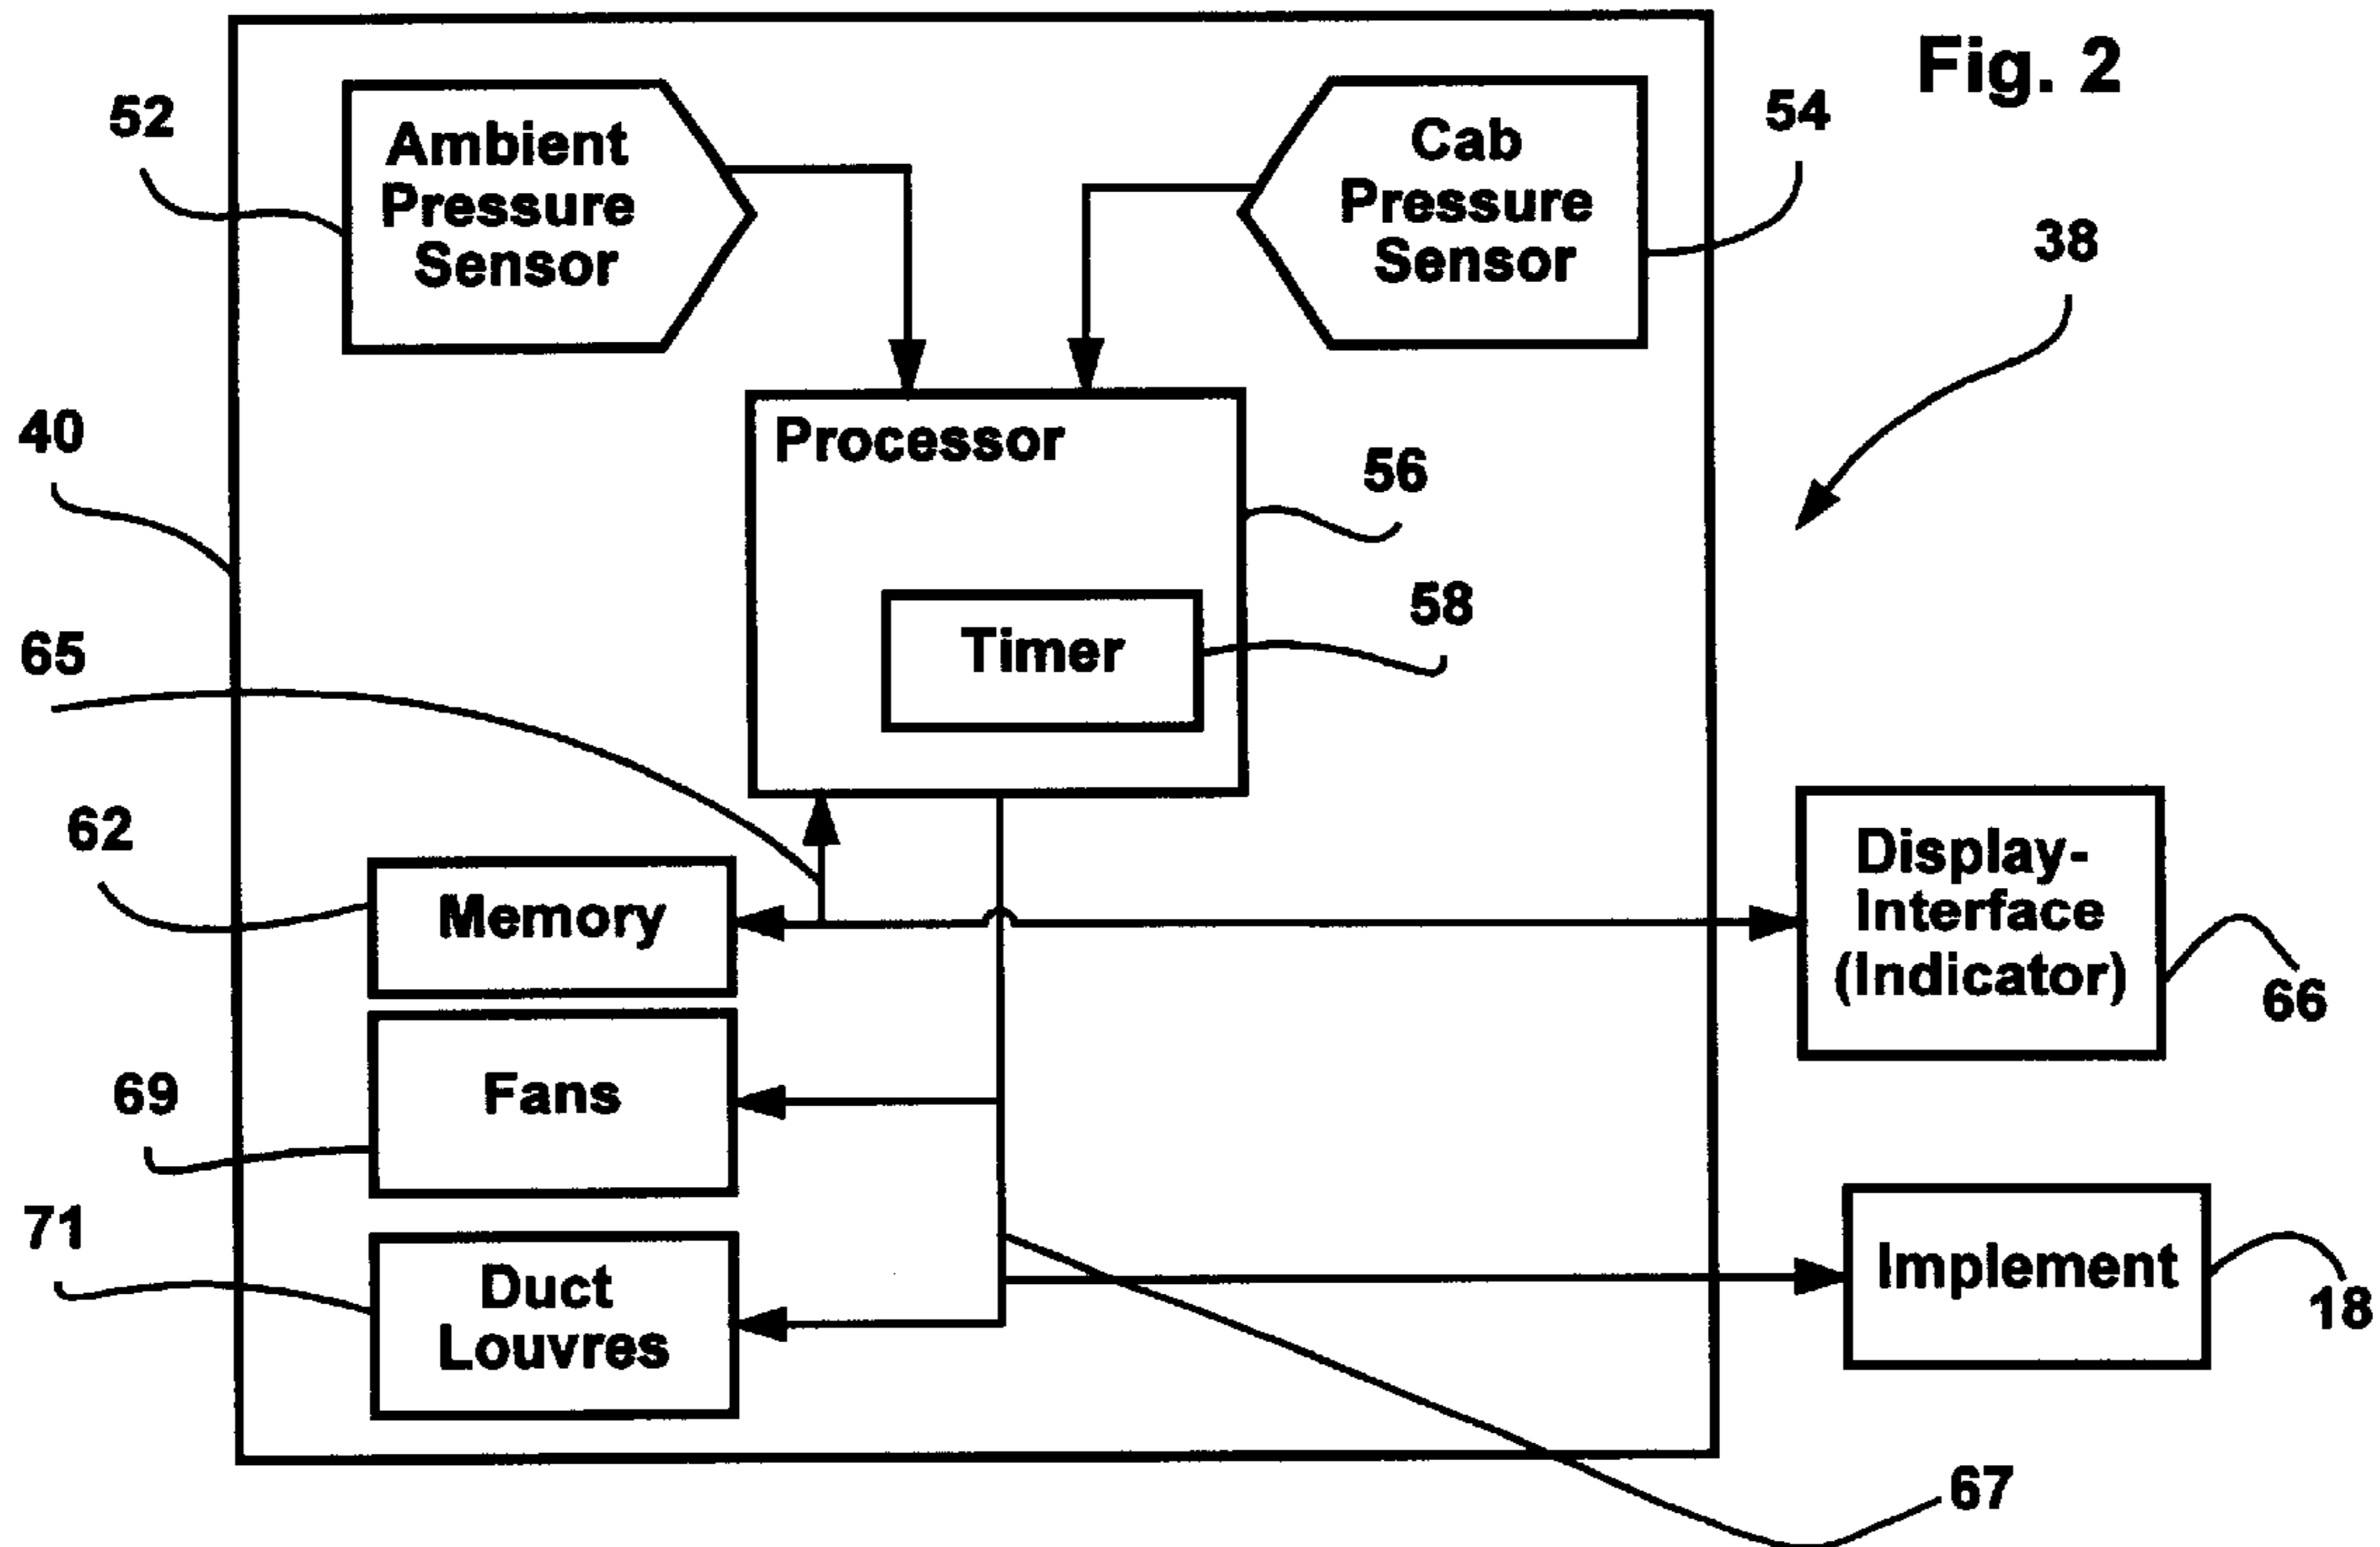 Fig. 2
52
Ambient
Pressure
Sensor
Cab
Pressure
Sensor
54
38
40
Processor
56
58
Timer
65
62
Memory
Display-
Interface
(Indicator)
66
69
Fans
71
Duct
Louvres
Implement
18
67